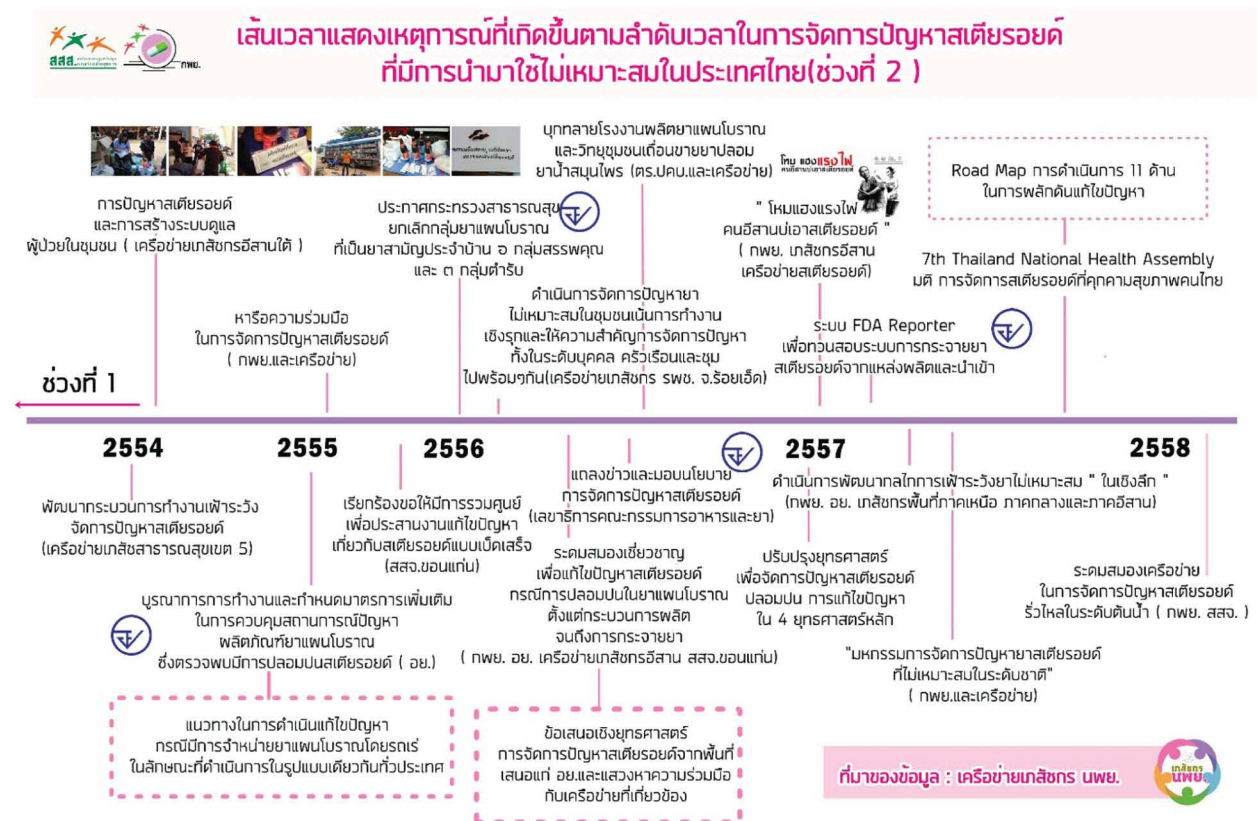 เส้นเวลาแสดงเหตุการณ์ที่เกิดขึ้นตามลำดับเวลาในการจัดการปัญหาสเตียรอยด์
ที่มีการนำมาใช้ไม่เหมาะสมในประเทศไทย(ช่วงที่ 2 )
สสส.
กพย.
การปัญหาสเตียรอยด์
และการสร้างระบบดูแล
ผู้ป่วยในชุมชน ( เครือข่ายเภสัชกรอีสานใต้ )
หารือความร่วมมือ
ในการจัดการปัญหาสเตียรอยด์
( กพย.และเครือข่าย)
ประกาศกระทรวงสาธารณสุข
ยกเลิกกลุ่มยาแผนโบราณ
ที่เป็นยาสามัญประจำบ้าน ๖ กลุ่มสรรพคุณ
และ ๓ กลุ่มตำรับ
บุกทลายโรงงานผลิตยาแผนโบราณ
และวิทยุชุมชนเถื่อนขายยาปลอม
ยาน้ำสมุนไพร (ตร.ปคบ.และเครือข่าย)
ดำเนินการจัดการปัญหายา
ไม่เหมาะสมในชุมชนเน้นการทำงาน
เชิงรุกและให้ความสำคัญการจัดการปัญหา
ทั้งในระดับบุคคล ครัวเรือนและชุม
ไปพร้อมๆกัน(เครือข่ายเภสัชกร รพช. จ.ร้อยเอ็ด)
โหม แฮงแรงไฟ
คนอีสานบ่เอาสเตียรอยด์
" โหมแฮงแรงไฟ
คนอีสานบ่เอาสเตียรอยด์ "
( กพย. เภสัชกรอีสาน
เครือข่ายสเตียรอยด์)
ระบบ FDA Reporter
เพื่อทวนสอบระบบการกระจายยา
สเตียรอยด์จากแหล่งผลิตและนำเข้า
Road Map การดำเนินการ 11 ด้าน
ในการพลักดันแก้ไขปัญหา
7th Thailand National Health Assembly
มติ การจัดการสเตียรอยด์ที่คุกคามสุขภาพคนไทย
ช่วงที่ 1
2554
2555
2556
2557
2558
พัฒนากระบวนการทำงานเฝ้าระวัง
จัดการปัญหาสเตียรอยด์
(เครือข่ายเภสัชสาธารณสุขเขต 5)
บูรณาการการทำงานและกำหนดมาตรการเพิ่มเติม
ในการควบคุมสถานการณ์ปัญหา
ผลิตภัณฑ์ยาแผนโบราณ
ซึ่งตรวจพบมีการปลอมปนสเตียรอยด์ ( อย.)
แนวทางในการดำเนินแก้ไขปัญหา
กรณีมีการจำหน่ายยาแผนโบราณโดยรถเร่
ในลักษณะที่ดำเนินการในรูปแบบเดียวกันทั่วประเทศ
เรียกร้องขอให้มีการรวมศูนย์
เพื่อประสานงานแก้ไขปัญหา
เกี่ยวกับสเตียรอยด์แบบเบ็ดเสร็จ
(สสจ.ขอนแก่น)
แถลงข่าวและมอบนโยบาย
การจัดการปัญหาสเตียรอยด์
(เลขาธิการคณะกรรมการอาหารและยา)
ระดมสมองเชี่ยวชาญ
เพื่อแก้ไขปัญหาสเตียรอยด์
กรณีการปลอมปนในยาแผนโบราณ
ตั้งแต่กระบวนการผลิต
จนถึงการกระจายยา
( กพย. อย. เครือข่ายเภสัชกรอีสาน สสจ.ขอนแก่น)
ข้อเสนอเชิงยุทธศาสตร์
การจัดการปัญหาสเตียรอยด์จากพื้นที่
เสนอแก่ อย.และแสวงหาความร่วมมือ
กับเครือข่ายที่เกี่ยวข้อง
ดำเนินการพัฒนากลไกการเฝ้าระวังยาไม่เหมาะสม " ในเชิงลึก "
(กพย. อย. เภสัชกรพื้นที่ภาคเหนือ ภาคกลางและภาคอีสาน)
ปรับปรุงยุทธศาสตร์
เพื่อจัดการปัญหาสเตียรอยด์
ปลอมปน การแก้ไขปัญหา
ใน 4 ยุทธศาสตร์หลัก
"มหกรรมการจัดการปัญหายาสเตียรอยด์
ที่ไม่เหมาะสมในระดับชาติ"
( กพย.และเครือข่าย)
ระดมสมองเครือข่าย
ในการจัดการปัญหาสเตียรอยด์
รั่วไหลในระดับต้นน้ำ ( กพย. สสจ. )
ที่มาของข้อมูล : เครือข่ายเภสัชกร นพย.
เภสัชกร
นพย.